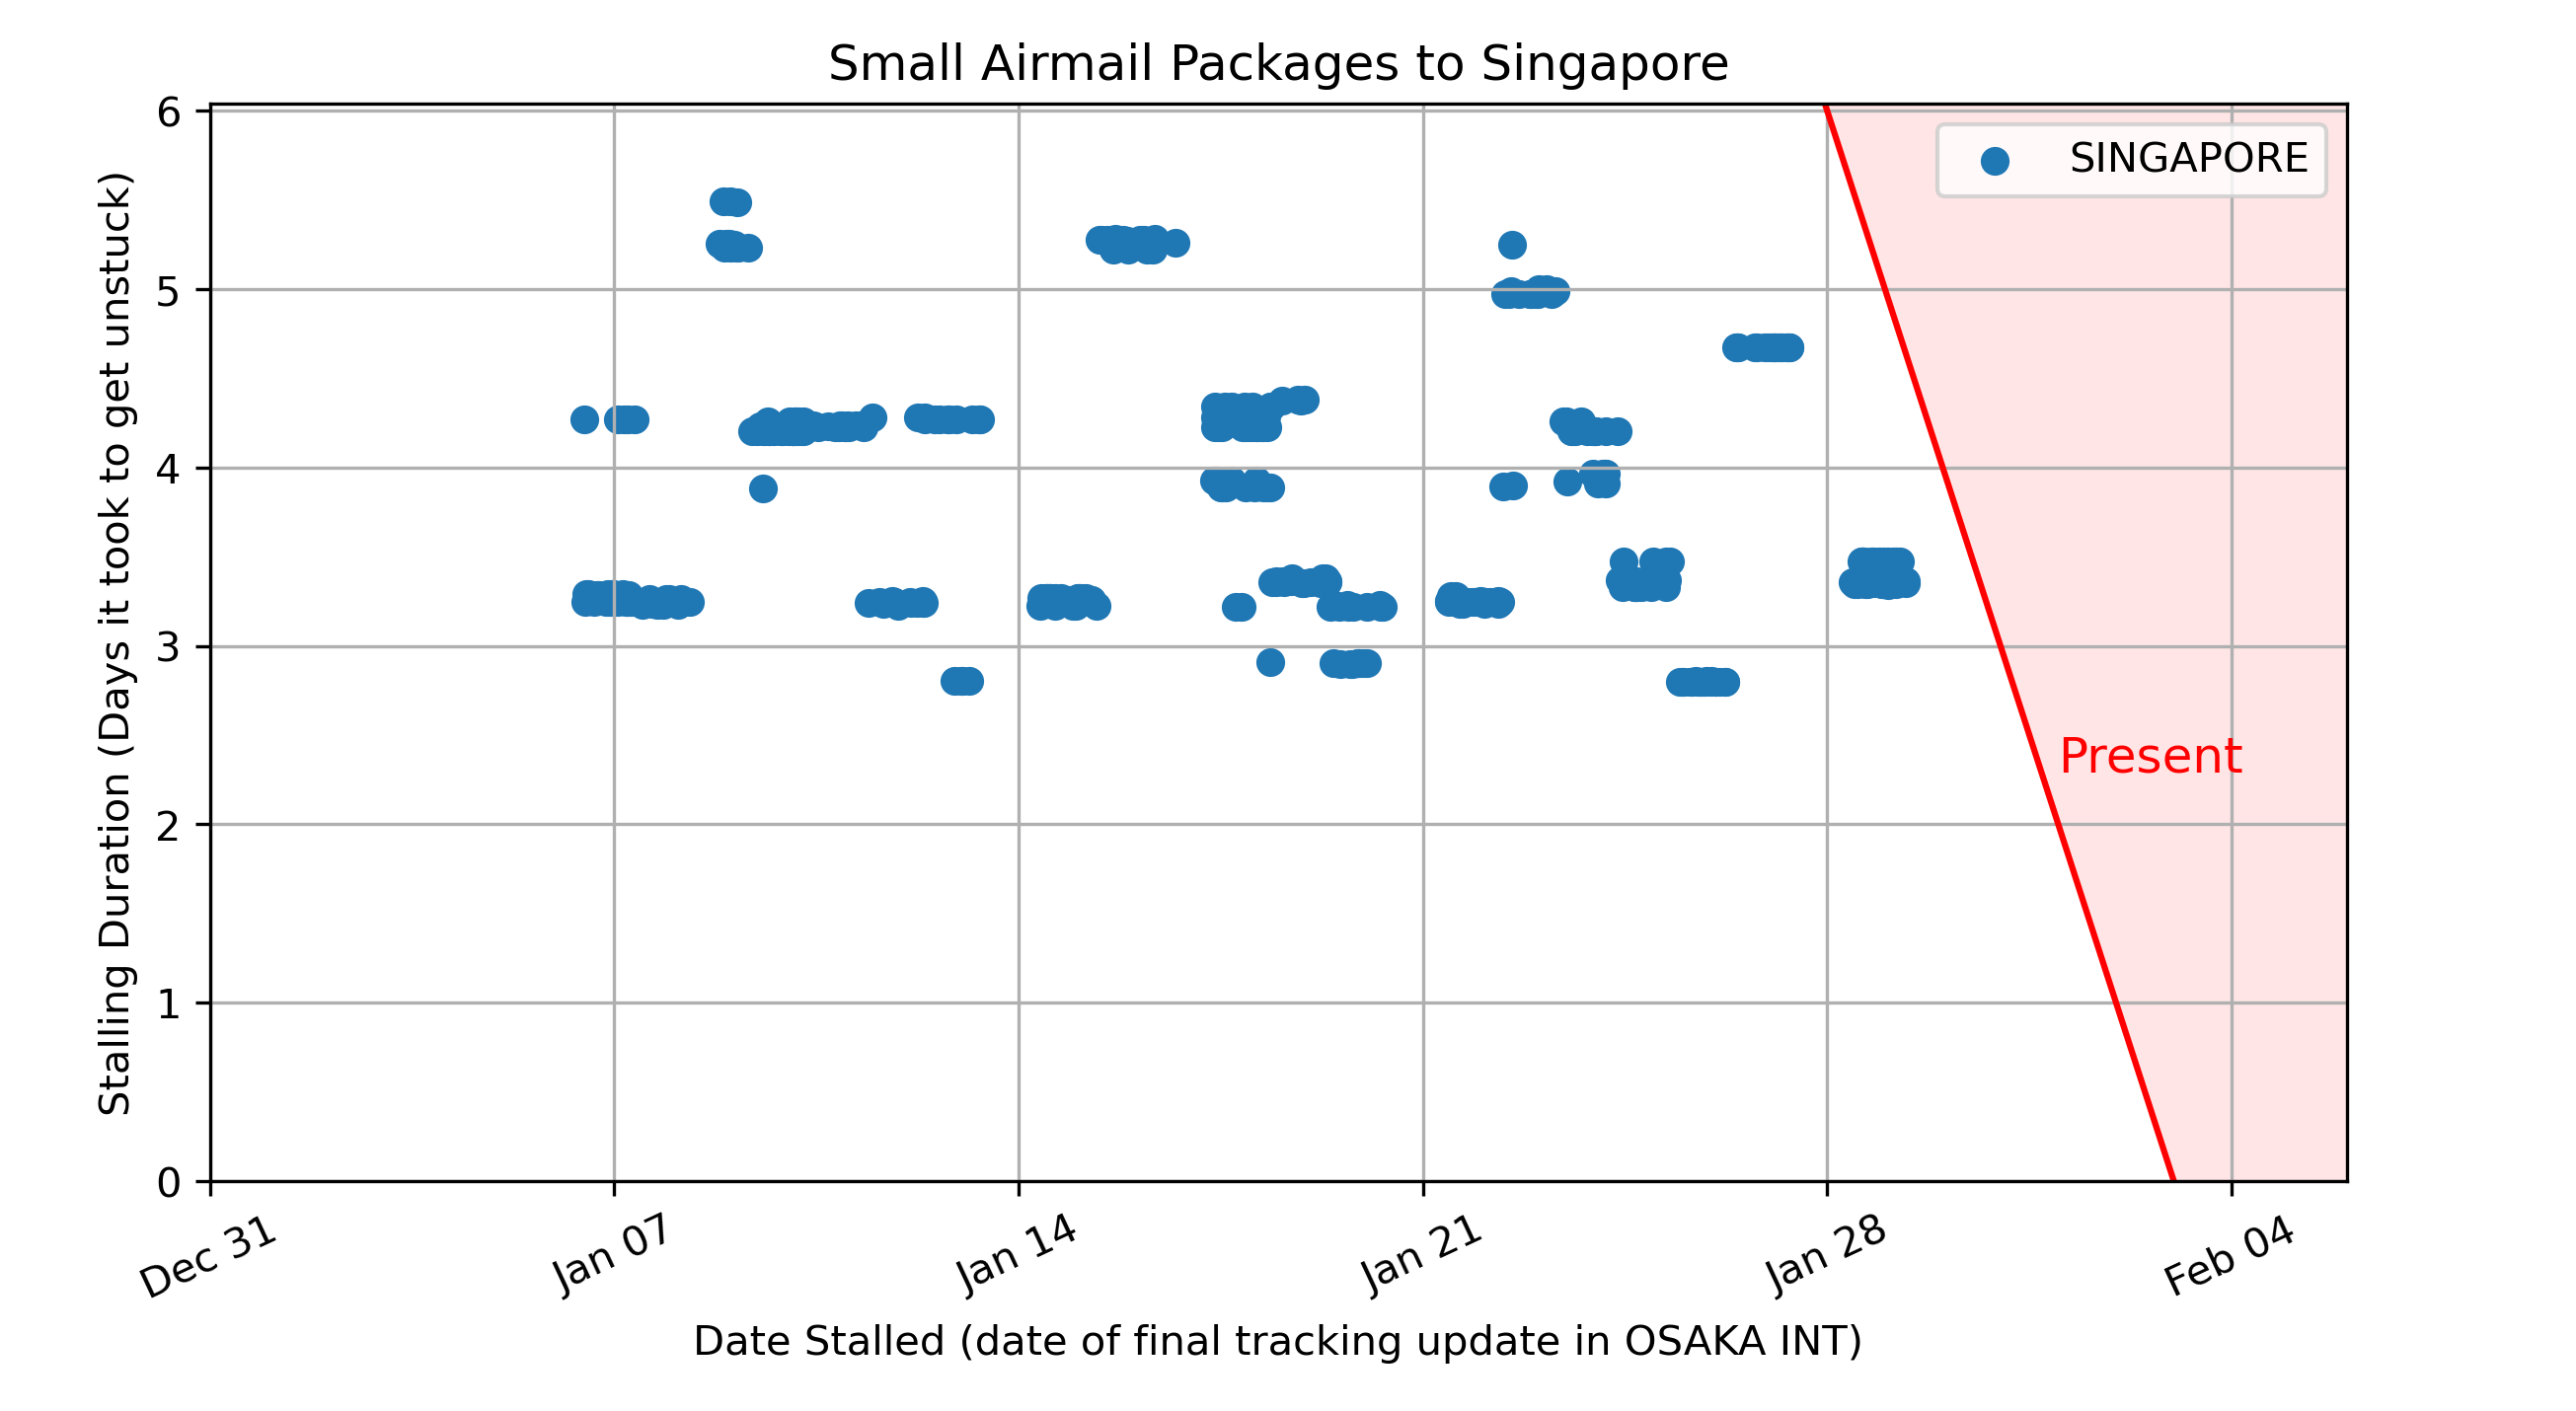 Small Airmail Packages to Singapore
SINGAPORE
Stalling Duration (Days it took to get unstuck)
6
5
4
3
2
1
0
Present
Dec 31
Jan 07
Jan 14
Jan 21
Jan 28
Feb 04
Date Stalled (date of final tracking update in OSAKA INT)